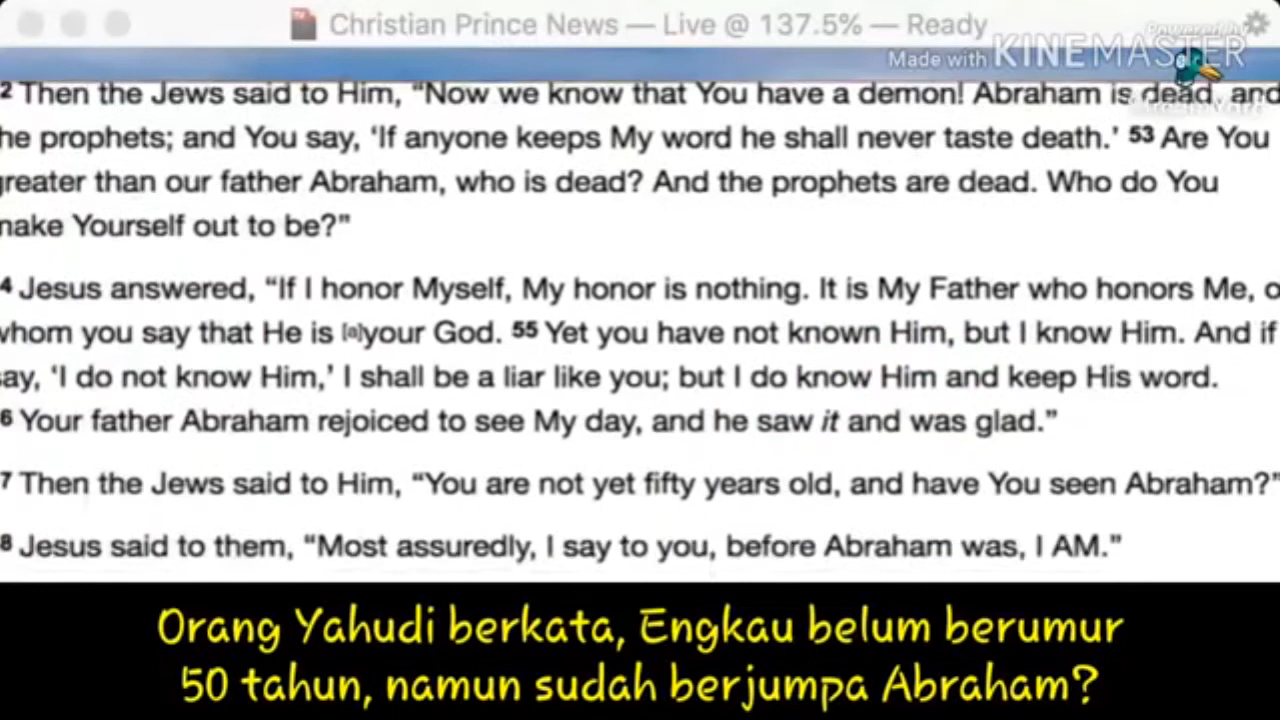 Christian Prince News — Live @ 137.5% — Ready
Powered by
Made with KINEMASTER
2 Then the Jews said to Him, “Now we know that You have a demon! Abraham is dead, and
he prophets; and You say, ‘If anyone keeps My word he shall never taste death.’ 53 Are You
reater than our father Abraham, who is dead? And the prophets are dead. Who do You
nake Yourself out to be?”
4 Jesus answered, “If I honor Myself, My honor is nothing. It is My Father who honors Me, o
whom you say that He is [a]your God. 55 Yet you have not known Him, but I know Him. And if
say, ‘I do not know Him,’ I shall be a liar like you; but I do know Him and keep His word.
6 Your father Abraham rejoiced to see My day, and he saw it and was glad.”
7 Then the Jews said to Him, “You are not yet fifty years old, and have You seen Abraham?”
8 Jesus said to them, “Most assuredly, I say to you, before Abraham was, I AM.”
Orang Yahudi berkata, Engkau belum berumur
50 tahun, namun sudah berjumpa Abraham?